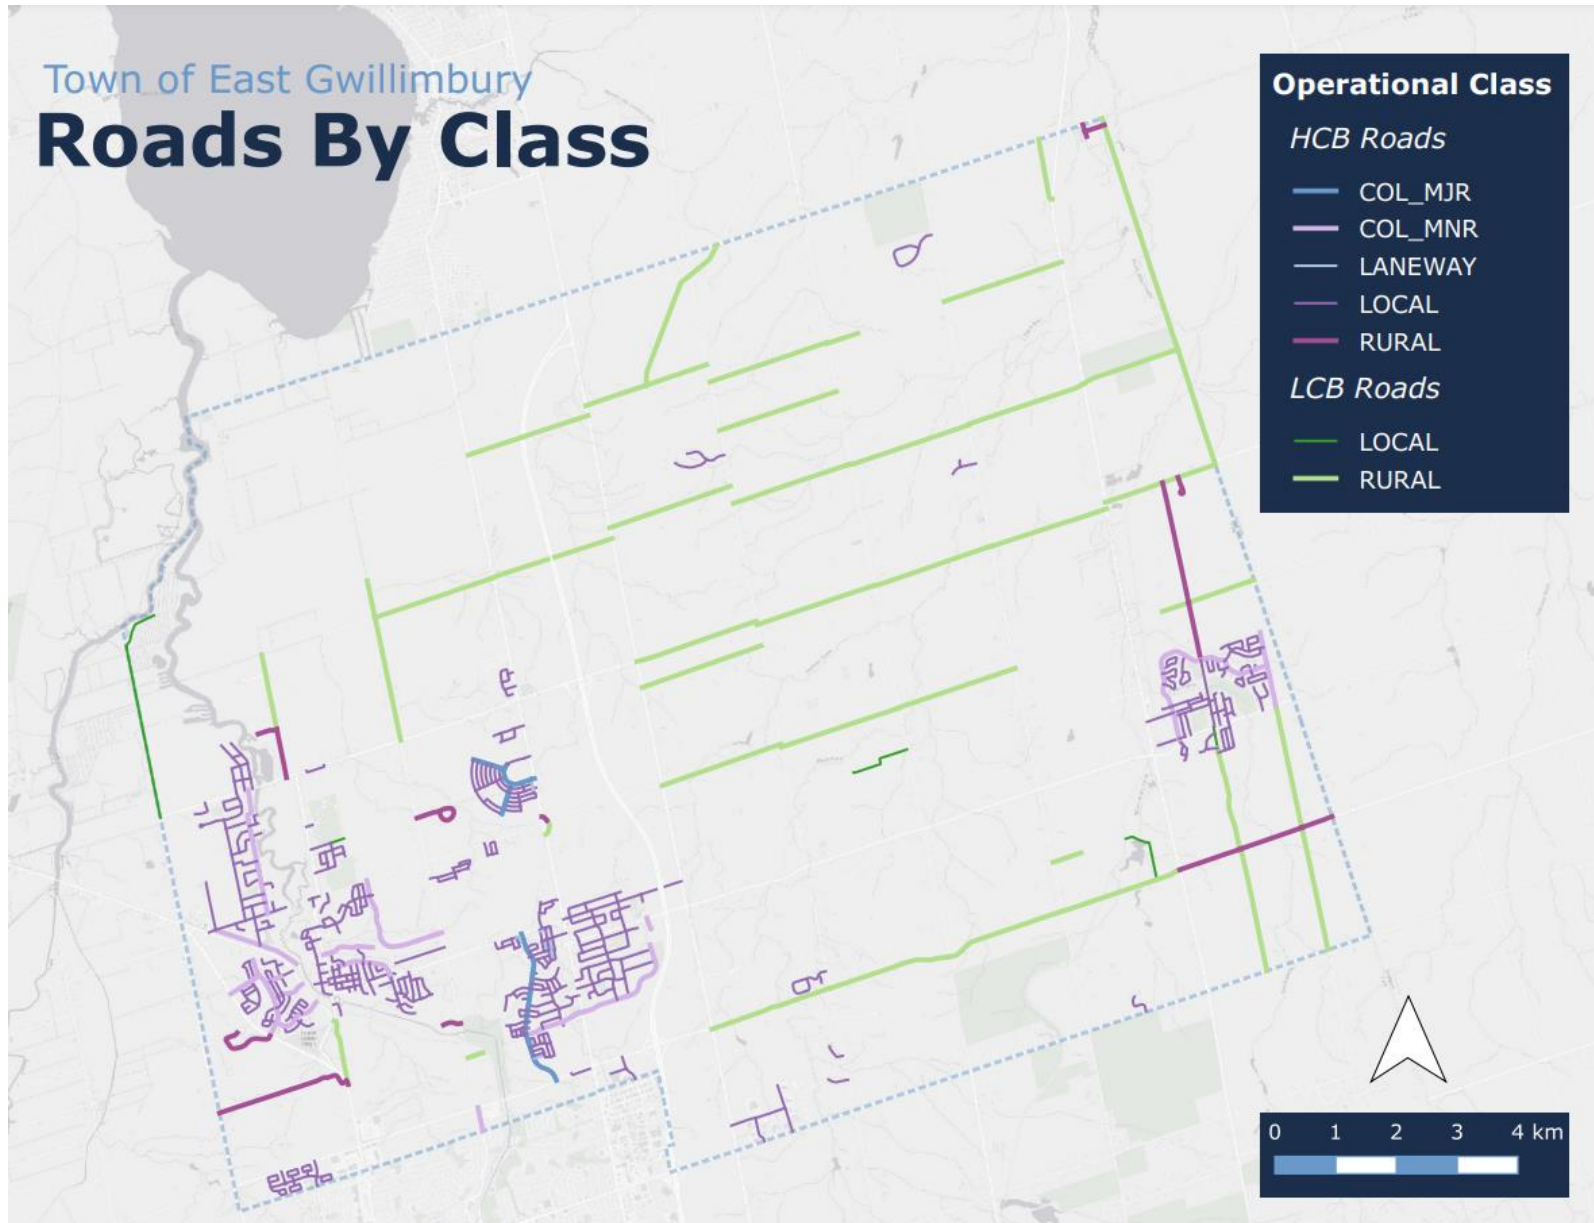 Town of East Gwillimbury
Roads By Class
Operational Class
HCB Roads
COL_MJR
COL_MNR
LANEWAY
LOCAL
RURAL
LCB Roads
LOCAL
RURAL
0 1 2 3 4 km